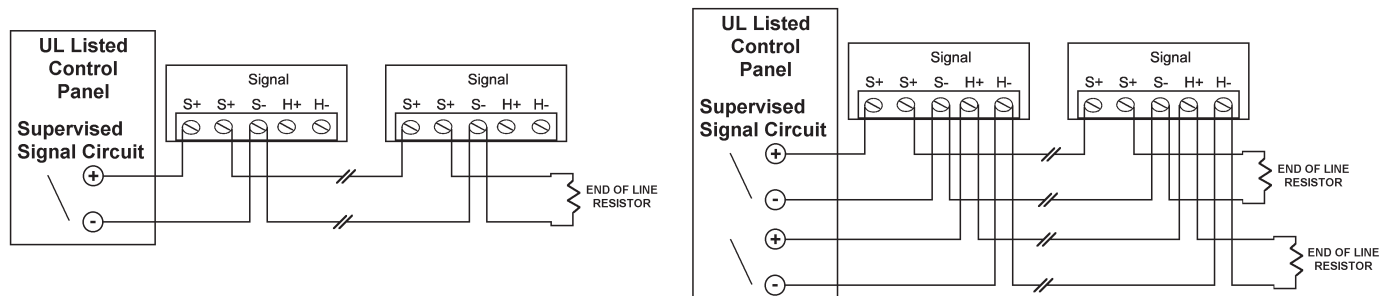 UL Listed
Control
Panel
Supervised
Signal Circuit
+
-
Signal
S+ S+ S- H+ H-
Signal
S+ S+ S- H+ H-
END OF LINE
RESISTOR
UL Listed
Control
Panel
Supervised
Signal Circuit
+
-
+
-
Signal
S+ S+ S- H+ H-
Signal
S+ S+ S- H+ H-
END OF LINE
RESISTOR
END OF LINE
RESISTOR